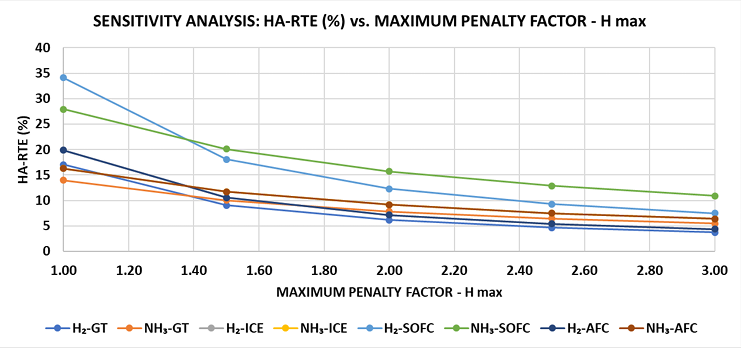 SENSITIVITY ANALYSIS: HA-RTE (%) vs. MAXIMUM PENALTY FACTOR - H max
HA-RTE (%)
40
35
30
25
20
15
10
5
0
1.00 1.20 1.40 1.60 1.80 2.00 2.20 2.40 2.60 2.80 3.00
MAXIMUM PENALTY FACTOR - H max
H₂-GT NH₃-GT H₂-ICE NH₃-ICE H₂-SOFC NH₃-SOFC H₂-AFC NH₃-AFC